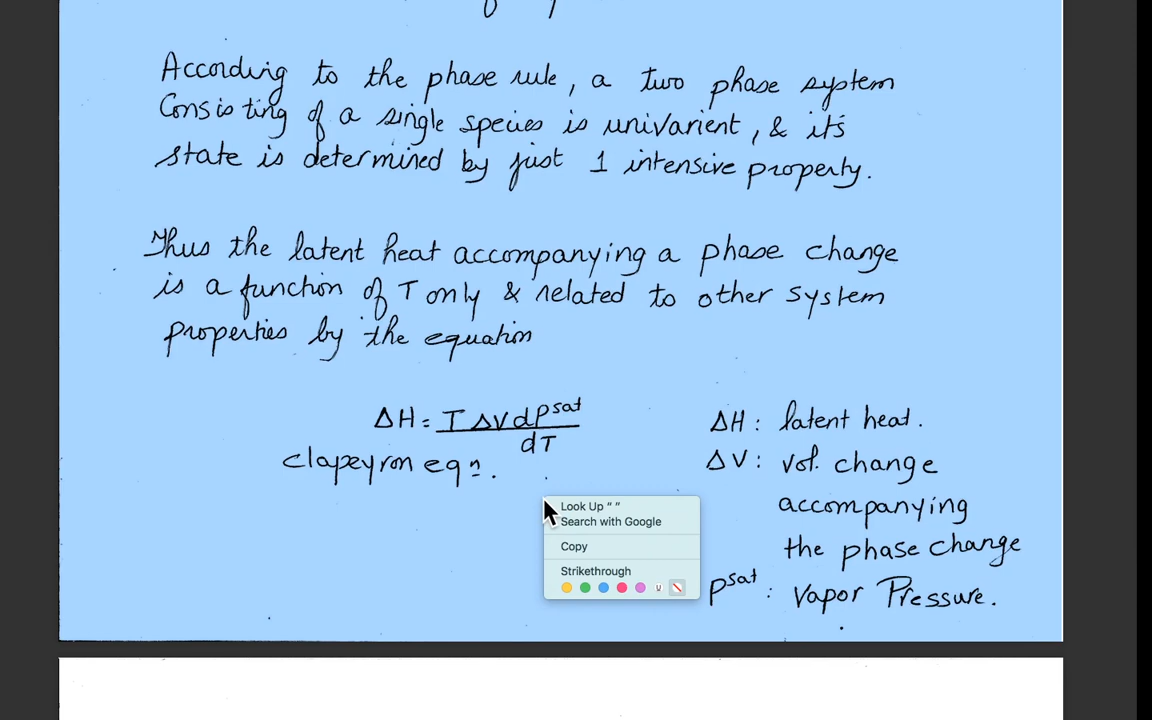 According to the phase rule, a two phase system
Consisting of a single species is univarient, & its
state is determined by just 1 intensive property.
Thus the latent heat accompanying a phase change
is a function of T only & related to other system
properties by the equation
ΔH = T ΔV dP^sat / dT
clapeyron eqn.
ΔH : latent heat.
ΔV : vol. change
accompanying
the phase change
P^sat : Vapor Pressure.
Look Up “ ”
Search with Google
Copy
Strikethrough
U